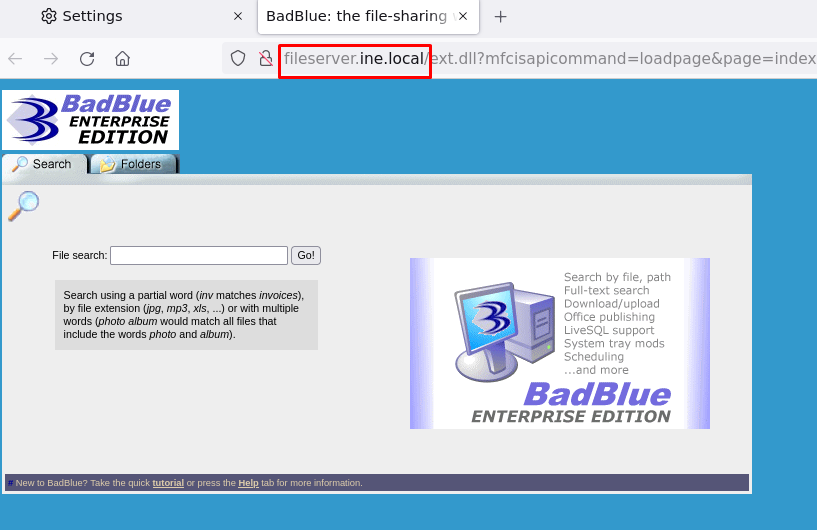 Settings
BadBlue: the file-sharing
fileserver.ine.local/ext.dll?mfcisapicommand=loadpage&page=index
BadBlue
ENTERPRISE
EDITION
Search
Folders
File search:
Go!
Search using a partial word (inv matches invoices),
by file extension (jpg, mp3, xls, ...) or with multiple
words (photo album would match all files that
include the words photo and album).
Search by file, path
Full-text search
Download/upload
Office publishing
LiveSQL support
System tray mods
Scheduling
...and more
BadBlue
ENTERPRISE EDITION
# New to BadBlue? Take the quick tutorial or press the Help tab for more information.